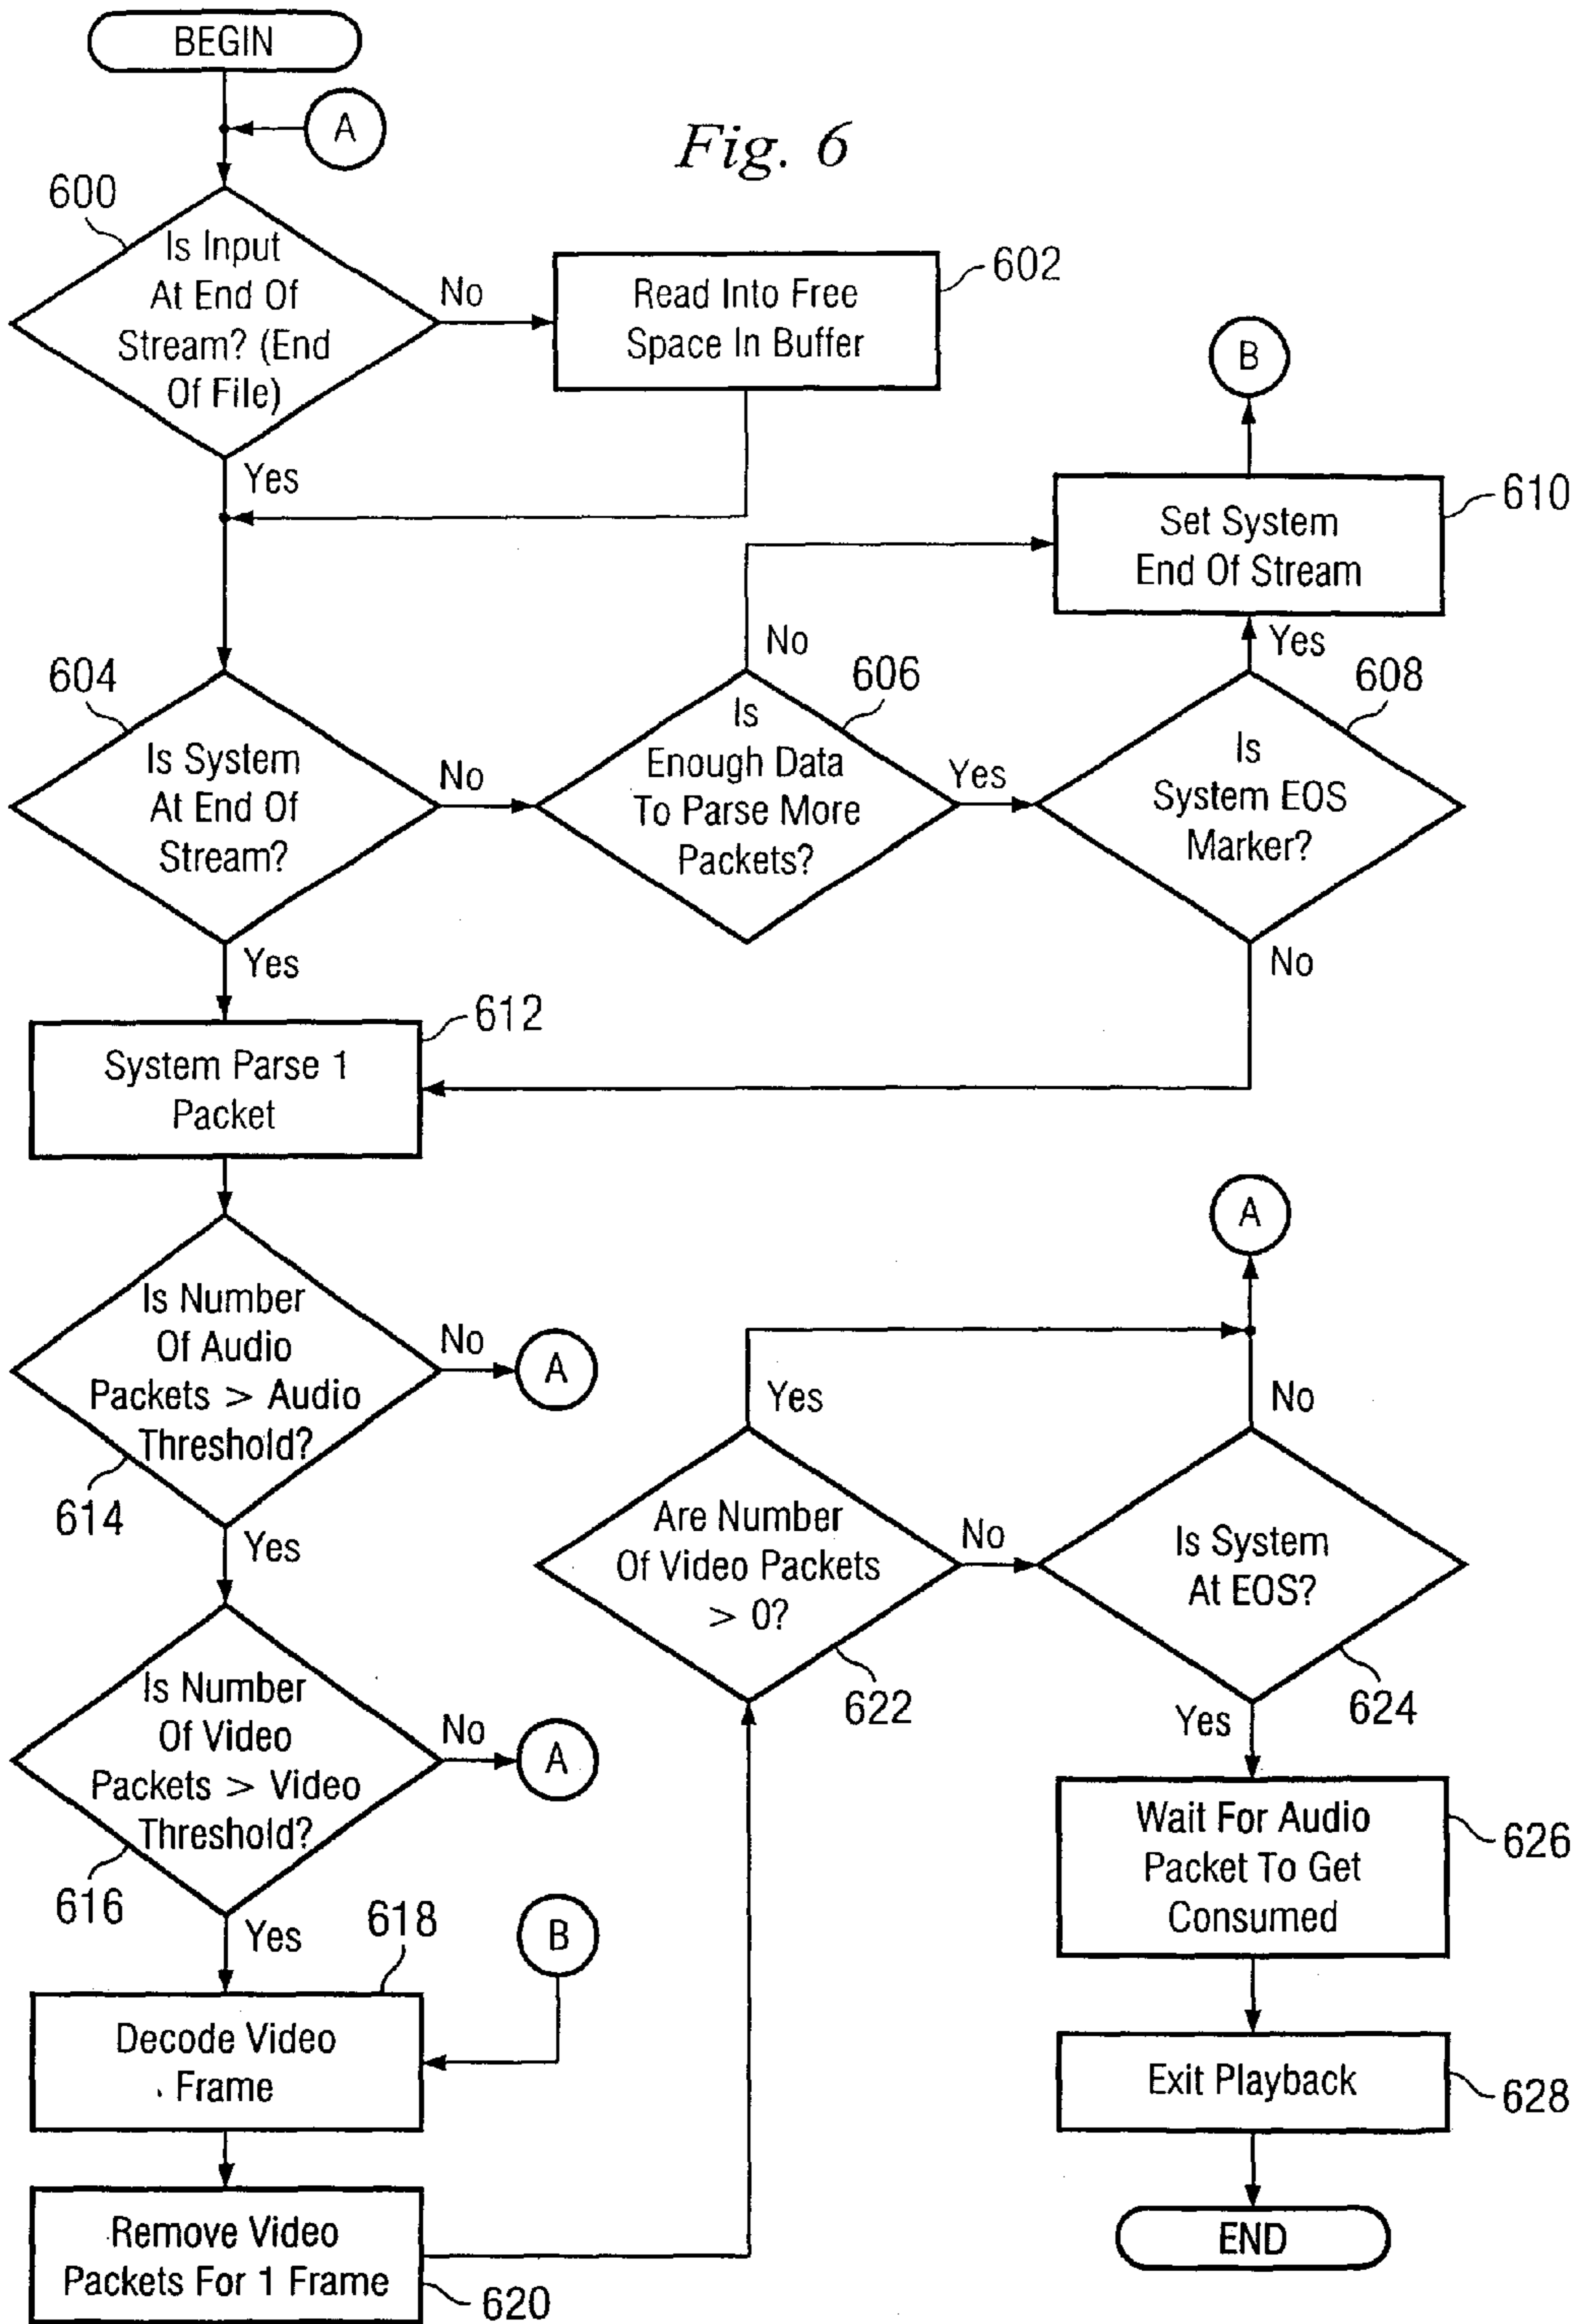 BEGIN
A
Fig. 6
600
Is Input
At End Of
Stream? (End
Of File)
No
Yes
602
Read Into Free
Space In Buffer
B
610
Set System
End Of Stream
604
Is System
At End Of
Stream?
No
Yes
606
Is
Enough Data
To Parse More
Packets?
No
Yes
608
Is
System EOS
Marker?
Yes
No
612
System Parse 1
Packet
Is Number
Of Audio
Packets > Audio
Threshold?
614
No
A
Yes
Is Number
Of Video
Packets > Video
Threshold?
616
No
A
Yes
618
B
Decode Video
Frame
Remove Video
Packets For 1 Frame
620
A
Yes
Are Number
Of Video Packets
> 0?
622
No
No
Is System
At EOS?
624
Yes
Wait For Audio
Packet To Get
Consumed
626
Exit Playback
628
END